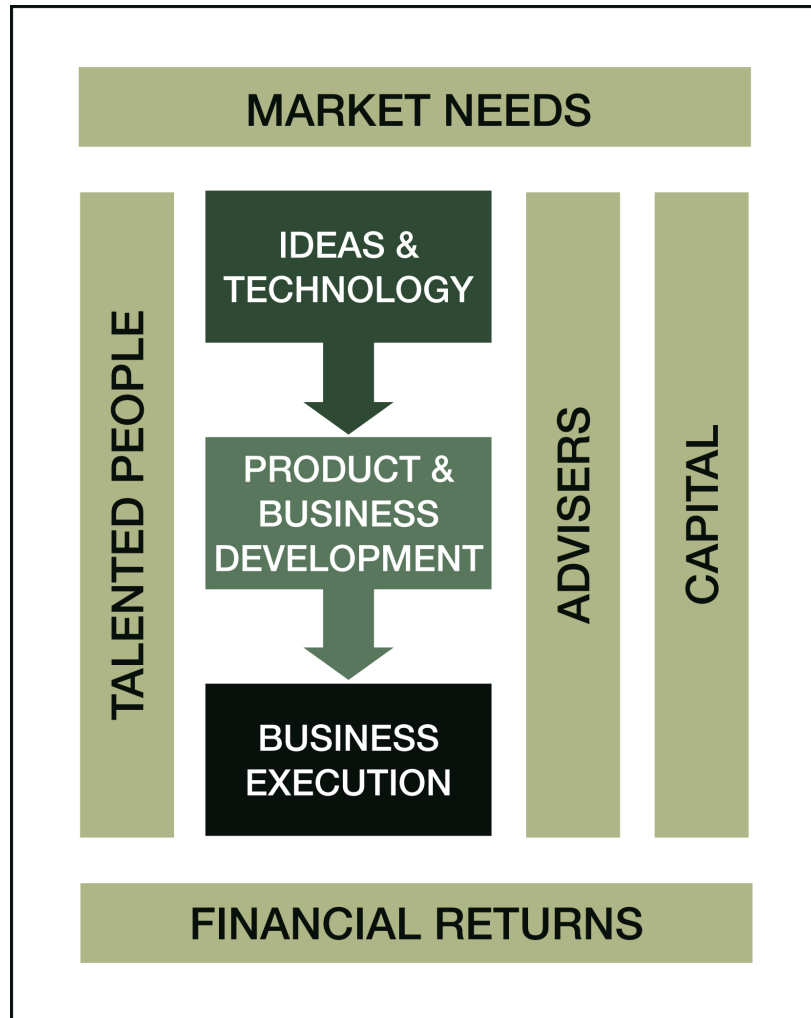 MARKET NEEDS
TALENTED PEOPLE
IDEAS &
TECHNOLOGY
PRODUCT &
BUSINESS
DEVELOPMENT
BUSINESS
EXECUTION
ADVISERS
CAPITAL
FINANCIAL RETURNS